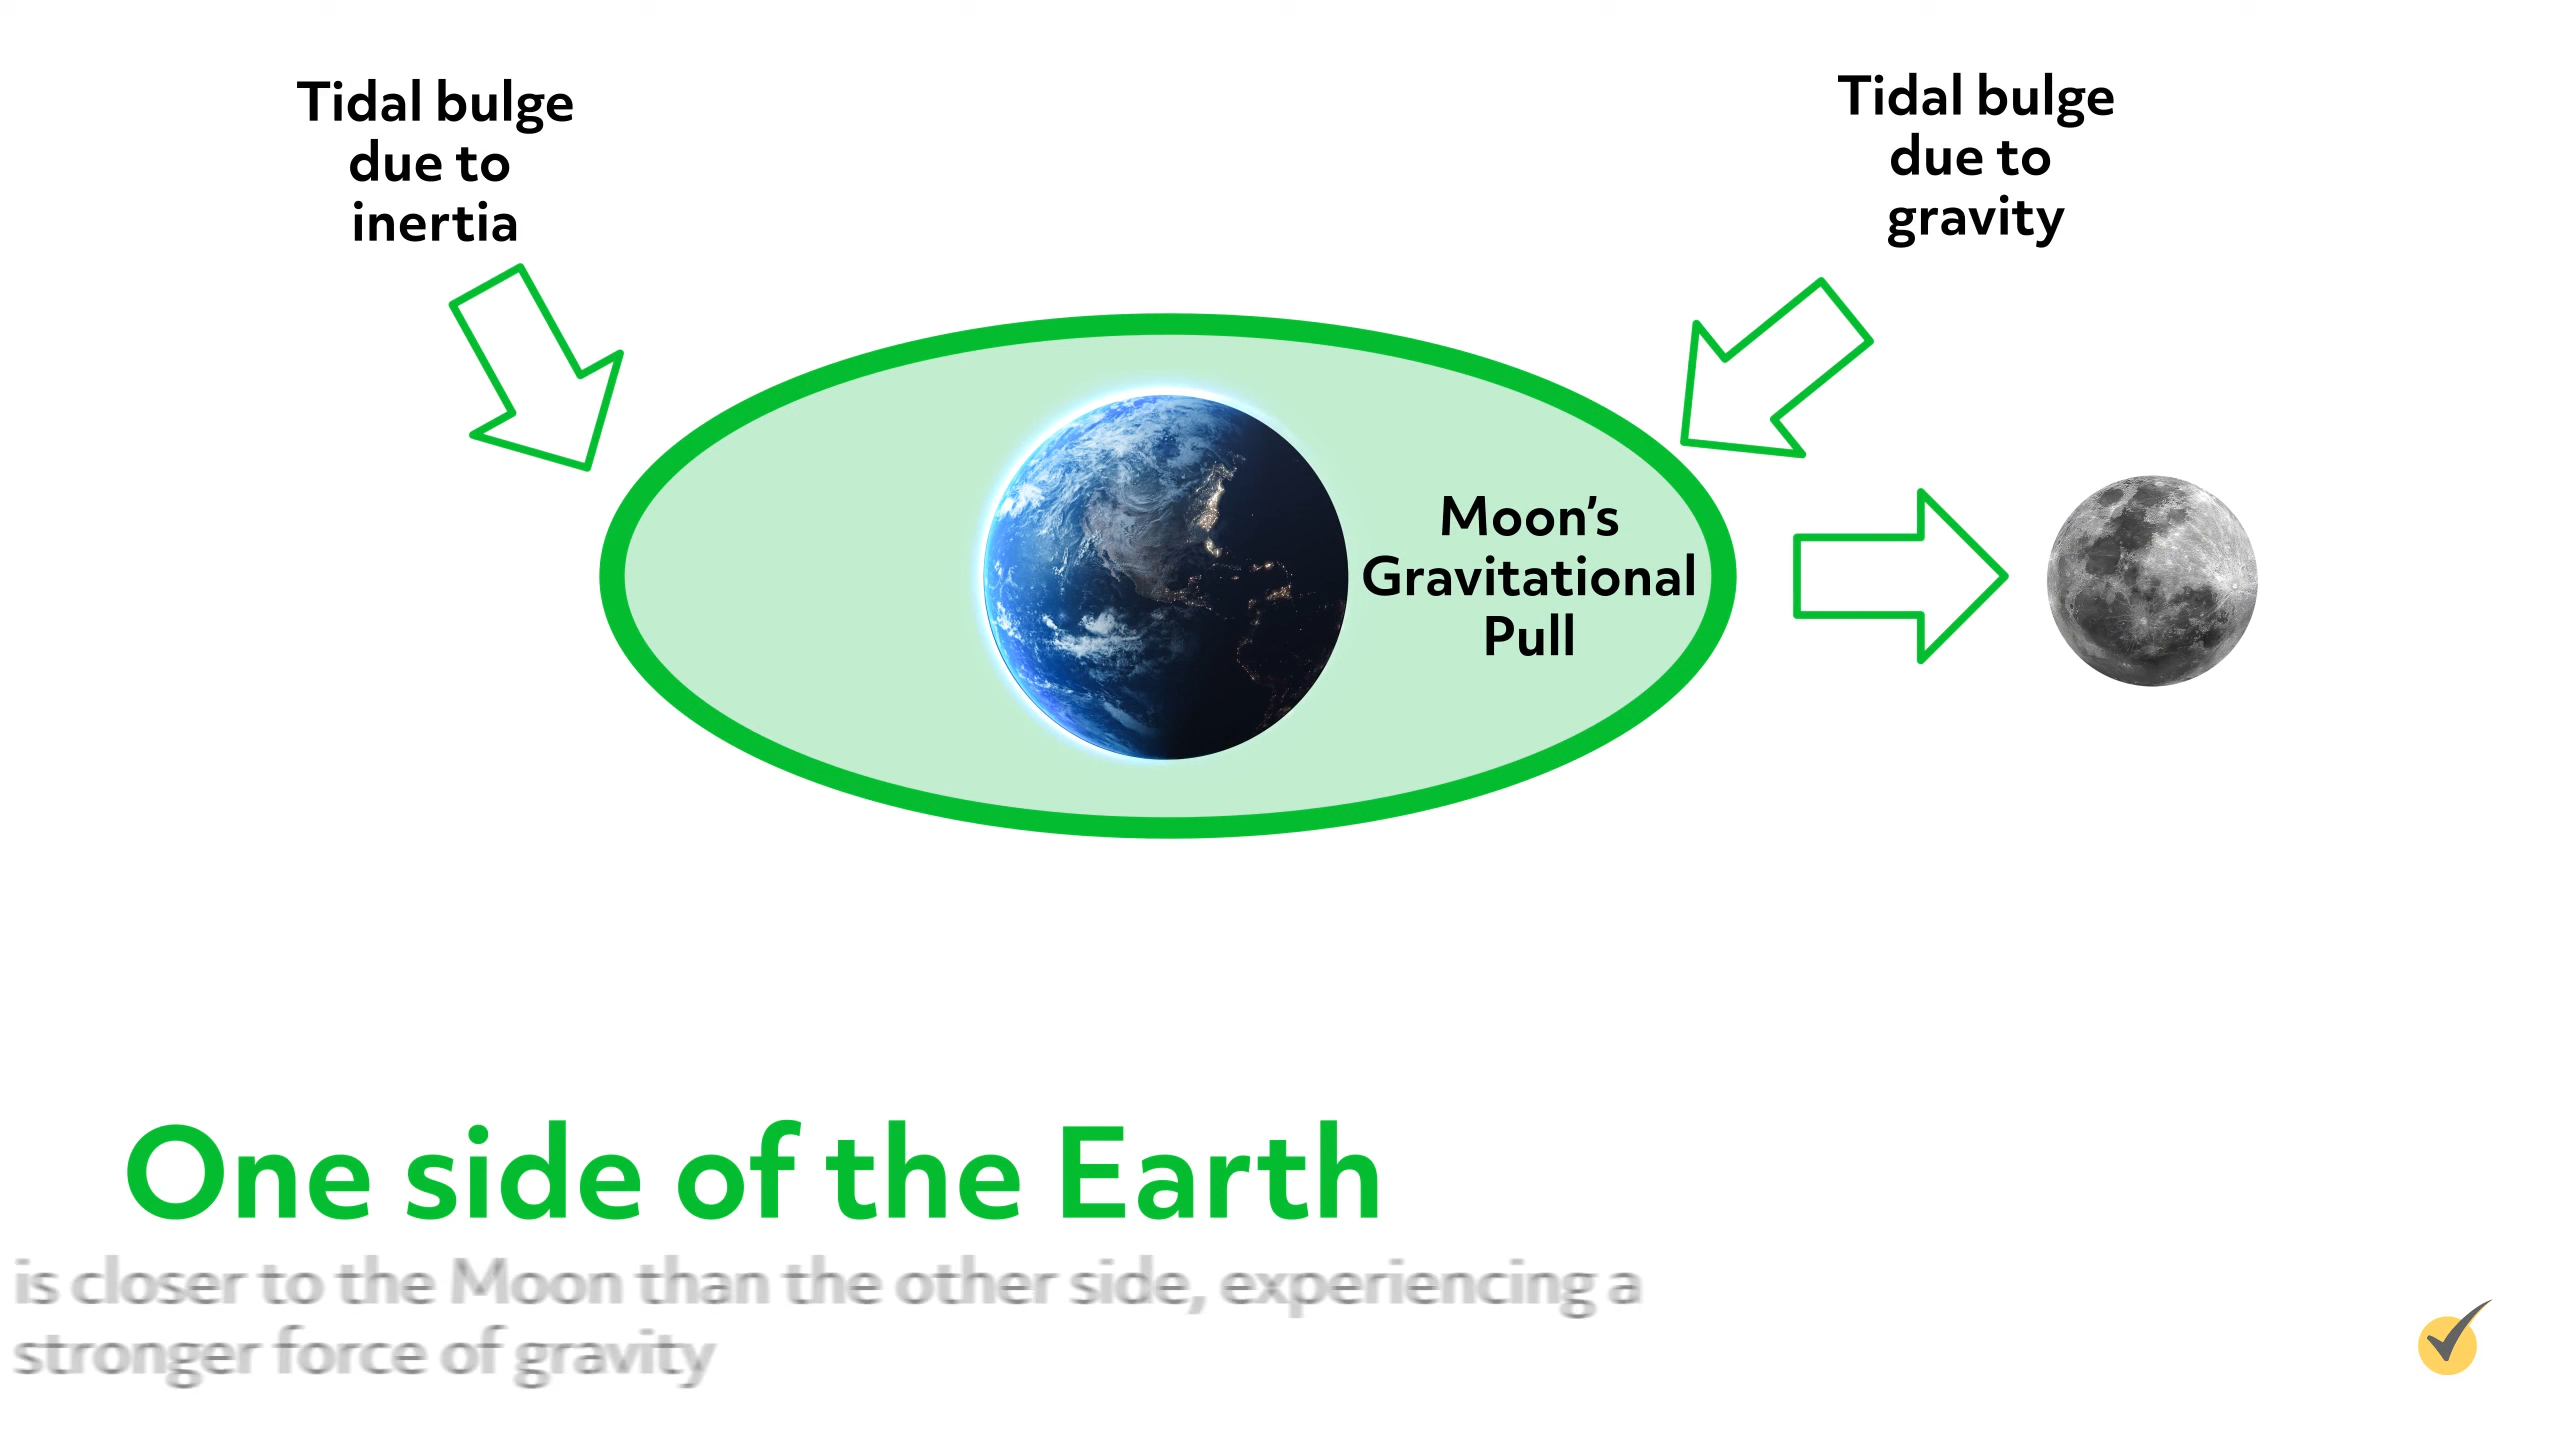 Tidal bulge
due to
inertia
Tidal bulge
due to
gravity
Moon’s
Gravitational
Pull
One side of the Earth
is closer to the Moon than the other side, experiencing a
stronger force of gravity